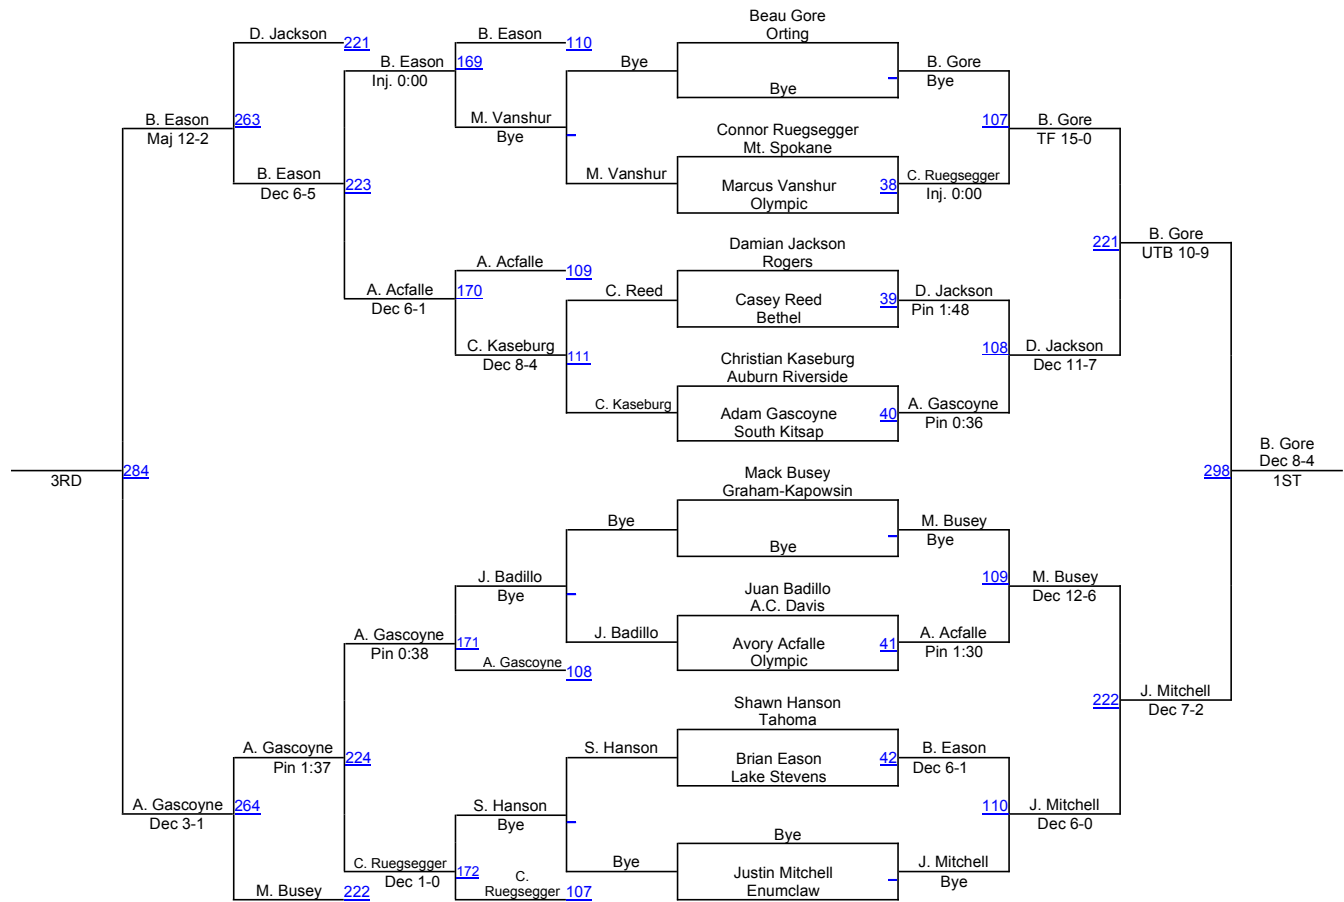 Beau Gore
Orting
D. Jackson
221
B. Eason
110
B. Eason
Inj. 0:00
169
Bye
Bye
B. Gore
Bye
B. Eason
Maj 12-2
263
M. Vanshur
Bye
Connor Ruegsegger
Mt. Spokane
107
B. Gore
TF 15-0
B. Eason
Dec 6-5
223
M. Vanshur
Marcus Vanshur
Olympic
38
C. Ruegsegger
Inj. 0:00
B. Gore
UTB 10-9
221
Damian Jackson
Rogers
A. Acfalle
109
A. Acfalle
Dec 6-1
170
C. Reed
Casey Reed
Bethel
39
D. Jackson
Pin 1:48
C. Kaseburg
Dec 8-4
111
Christian Kaseburg
Auburn Riverside
108
D. Jackson
Dec 11-7
C. Kaseburg
Adam Gascoyne
South Kitsap
40
A. Gascoyne
Pin 0:36
3RD
284
298
B. Gore
Dec 8-4
1ST
Mack Busey
Graham-Kapowsin
Bye
Bye
M. Busey
Bye
J. Badillo
Bye
Juan Badillo
A.C. Davis
109
M. Busey
Dec 12-6
A. Gascoyne
Pin 0:38
171
J. Badillo
Avory Acfalle
Olympic
41
A. Acfalle
Pin 1:30
A. Gascoyne
108
Shawn Hanson
Tahoma
222
J. Mitchell
Dec 7-2
A. Gascoyne
Pin 1:37
224
S. Hanson
Brian Eason
Lake Stevens
42
B. Eason
Dec 6-1
A. Gascoyne
Dec 3-1
264
S. Hanson
Bye
Bye
110
J. Mitchell
Dec 6-0
C. Ruegsegger
Dec 1-0
172
Bye
Justin Mitchell
Enumclaw
J. Mitchell
Bye
M. Busey
222
C.
Ruegsegger
107